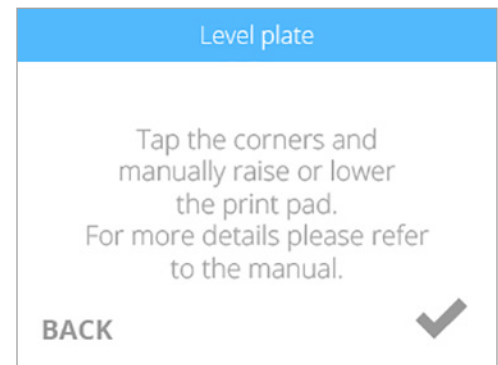 Level plate
Tap the corners and
manually raise or lower
the print pad.
For more details please refer
to the manual.
BACK